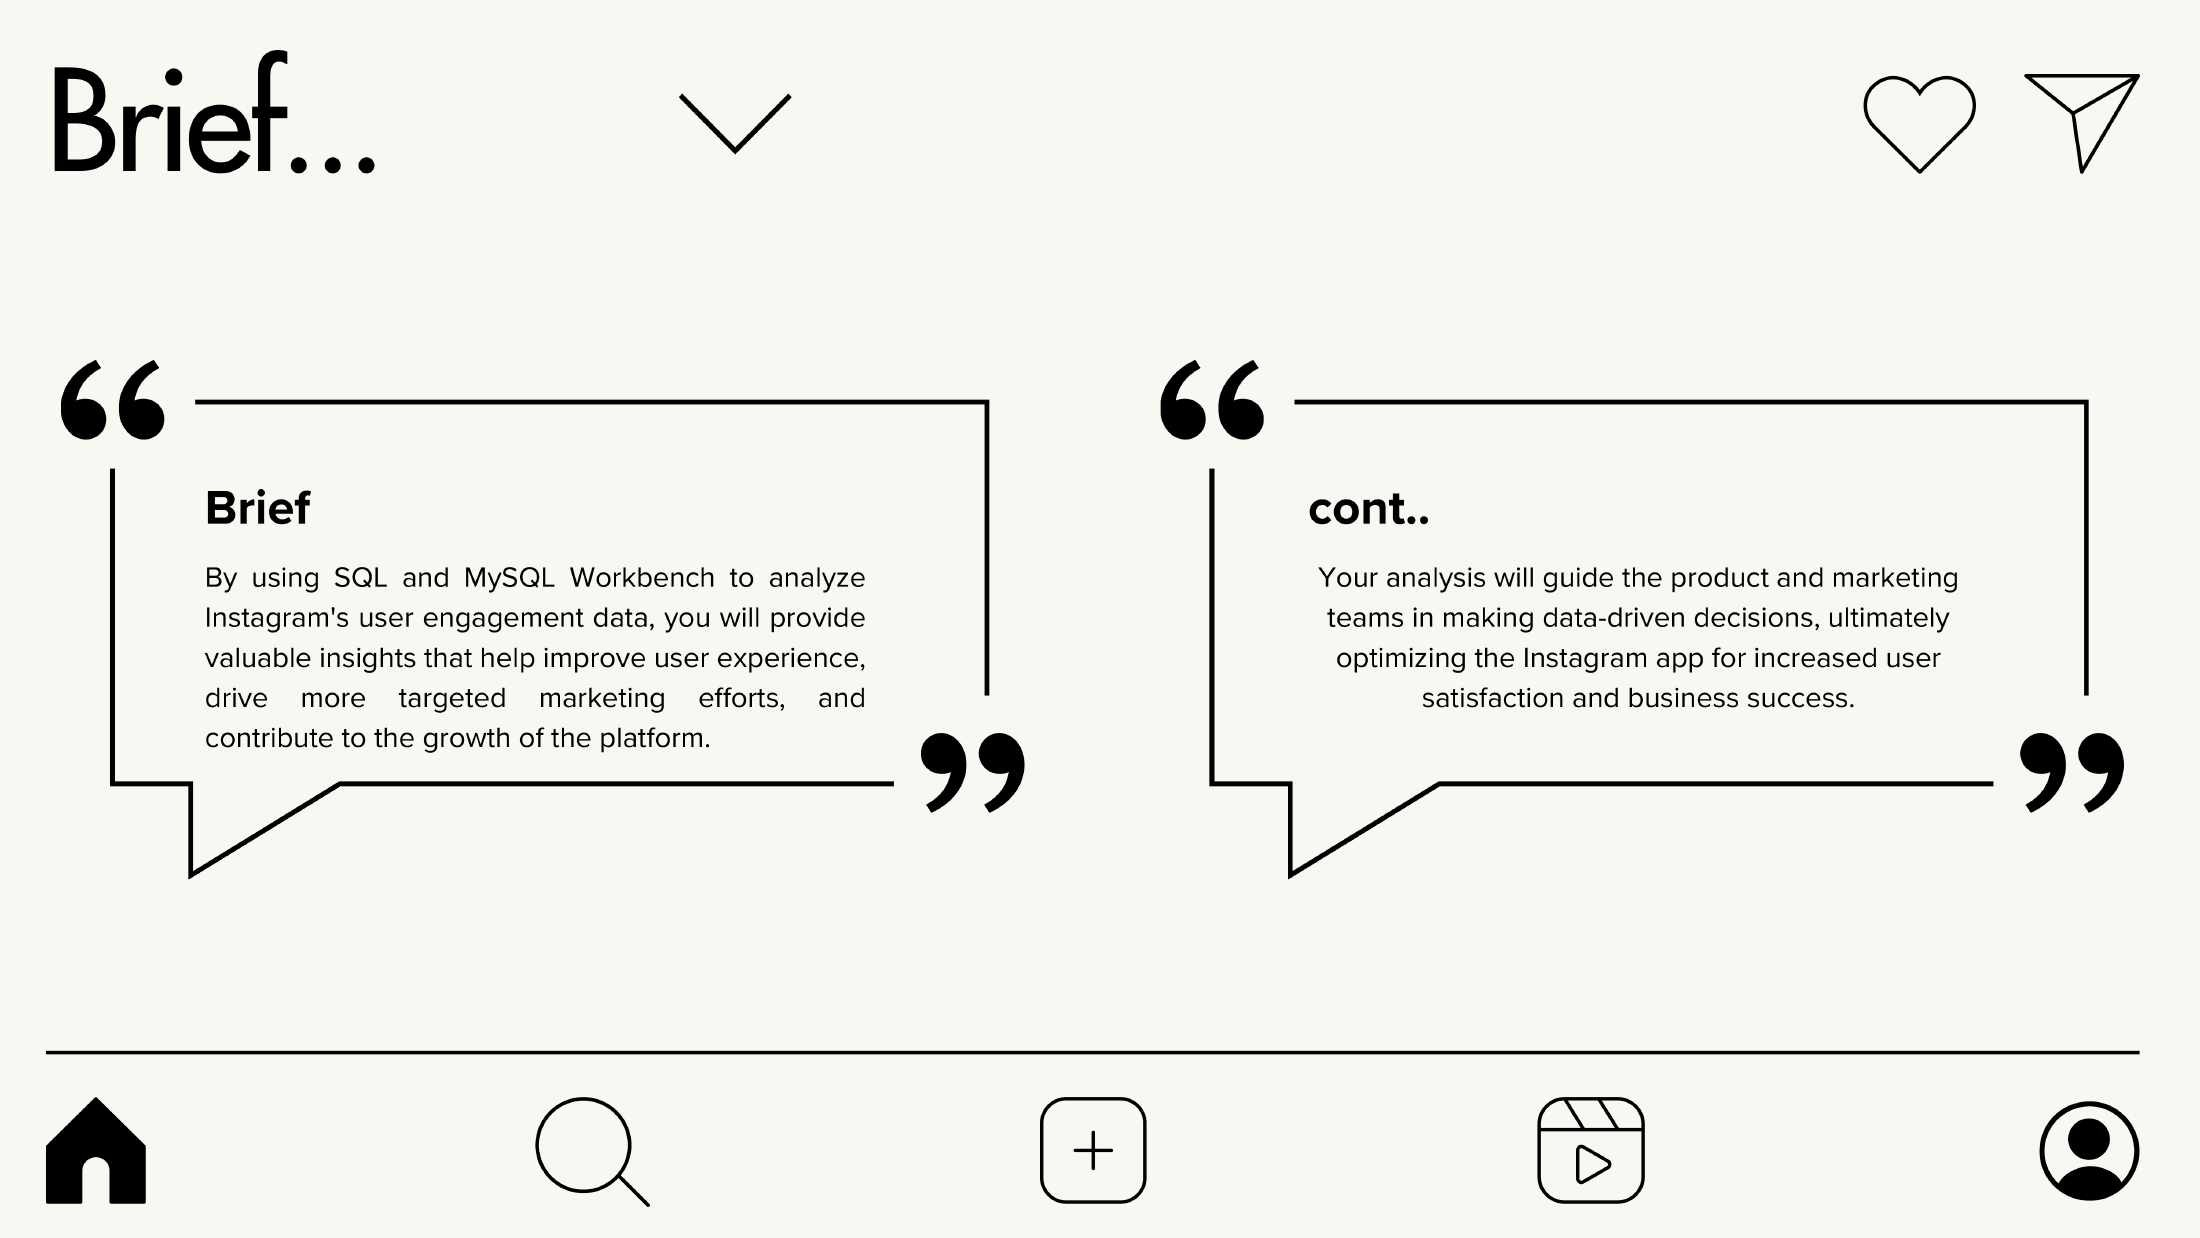 Brief...
Brief
By using SQL and MySQL Workbench to analyze
Instagram's user engagement data, you will provide
valuable insights that help improve user experience,
drive more targeted marketing efforts, and
contribute to the growth of the platform.
cont..
Your analysis will guide the product and marketing
teams in making data-driven decisions, ultimately
optimizing the Instagram app for increased user
satisfaction and business success.